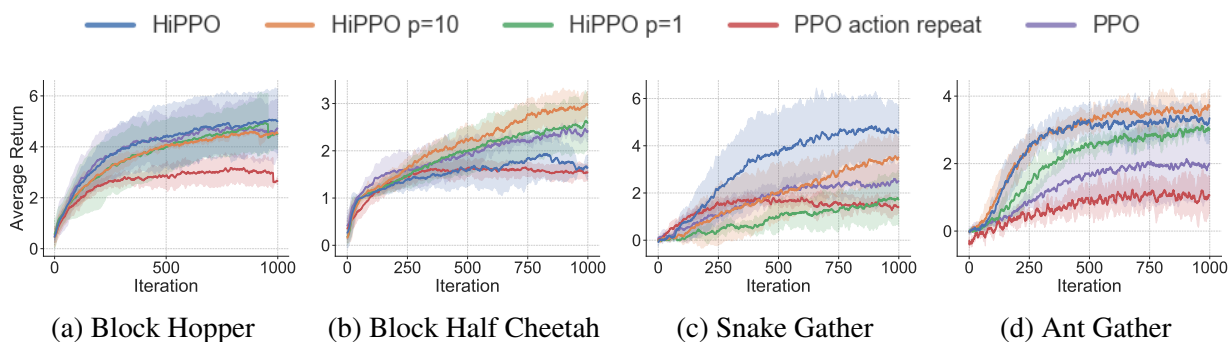 HiPPO HiPPO p=10 HiPPO p=1 PPO action repeat PPO
Average Return
6
4
2
0
0 500 1000
Iteration
(a) Block Hopper
3
2
1
0
0 250 500 750 1000
Iteration
(b) Block Half Cheetah
6
4
2
0
0 250 500 750 1000
Iteration
(c) Snake Gather
4
2
0
0 250 500 750 1000
Iteration
(d) Ant Gather